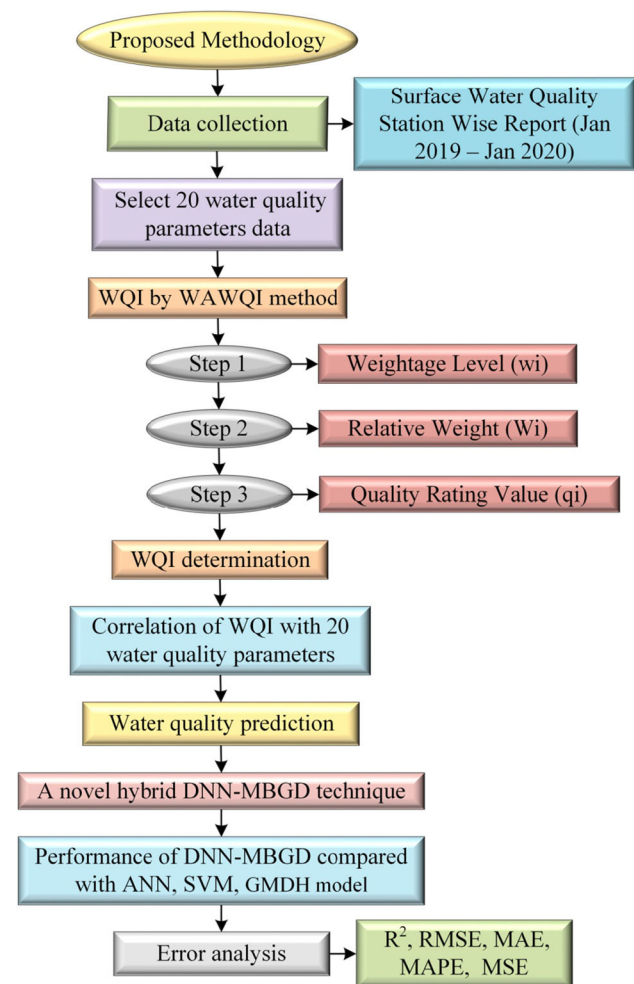 Proposed Methodology
Data collection
Surface Water Quality
Station Wise Report (Jan
2019 – Jan 2020)
Select 20 water quality
parameters data
WQI by WAWQI method
Step 1
Weightage Level (wi)
Step 2
Relative Weight (Wi)
Step 3
Quality Rating Value (qi)
WQI determination
Correlation of WQI with 20
water quality parameters
Water quality prediction
A novel hybrid DNN-MBGD technique
Performance of DNN-MBGD compared
with ANN, SVM, GMDH model
Error analysis
R², RMSE, MAE,
MAPE, MSE